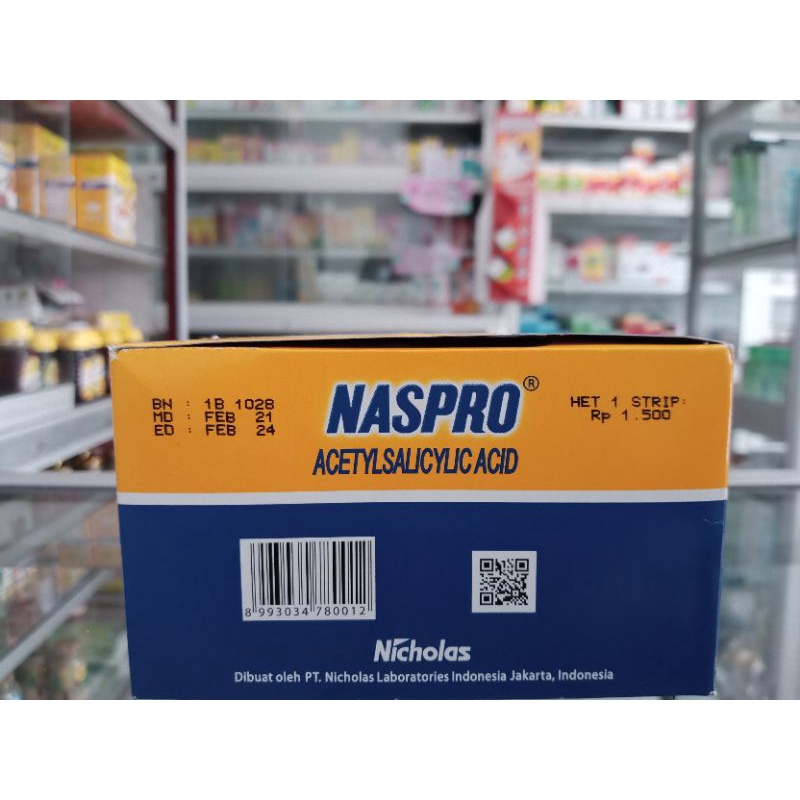 BN : 1B 1028
MD : FEB 21
ED : FEB 24
NASPRO®
ACETYLSALICYLIC ACID
HET 1 STRIP:
Rp 1.500
8 993034 780012
Nicholas
Dibuat oleh PT. Nicholas Laboratories Indonesia Jakarta, Indonesia